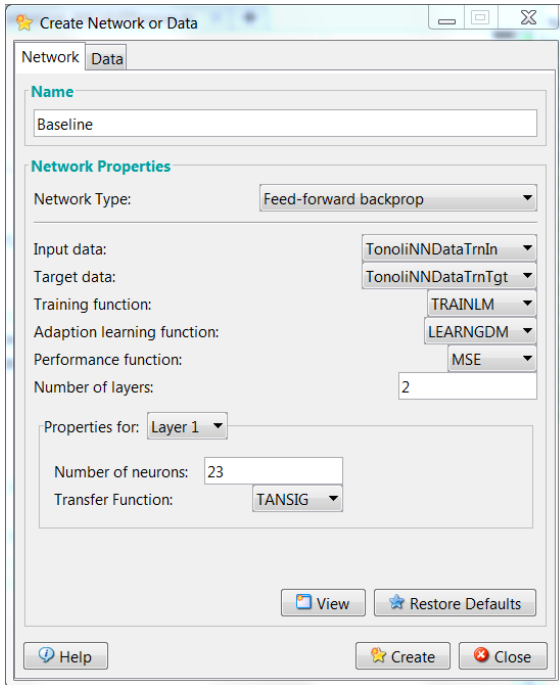 Create Network or Data
Network Data
Name
Baseline
Network Properties
Network Type: Feed-forward backprop
Input data: TonoliNNDataTrnIn
Target data: TonoliNNDataTrnTgt
Training function: TRAINLM
Adaption learning function: LEARNGDM
Performance function: MSE
Number of layers: 2
Properties for: Layer 1
Number of neurons: 23
Transfer Function: TANSIG
View Restore Defaults
Help Create Close